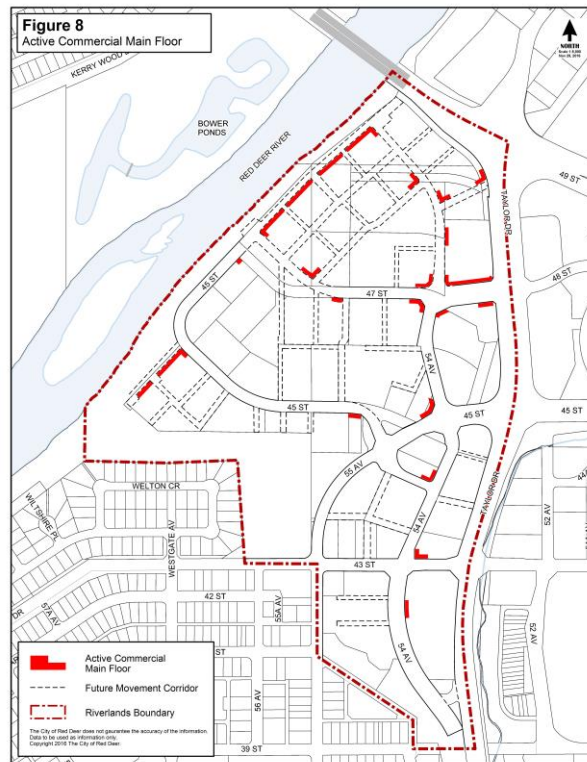 Figure 8
Active Commercial Main Floor
NORTH
KERRY WOOD
BOWER
PONDS
RED DEER RIVER
49 ST
TAYLOR DR
48 ST
45 ST
47 ST
54 AV
45 ST
45 ST
45 ST
55 AV
WELTON CR
WILTSHIRE PL
WESTGATE AV
54 AV
TAYLOR DR
52 AV
44
43 ST
42 ST
57A AV
55A AV
DR
54 AV
52 AV
ST
56 AV
39 ST
Active Commercial
Main Floor
Future Movement Corridor
Riverlands Boundary
The City of Red Deer does not gaurantee the accuracy of the information.
Data to be used as information only.
Copyright 2016 The City of Red Deer.